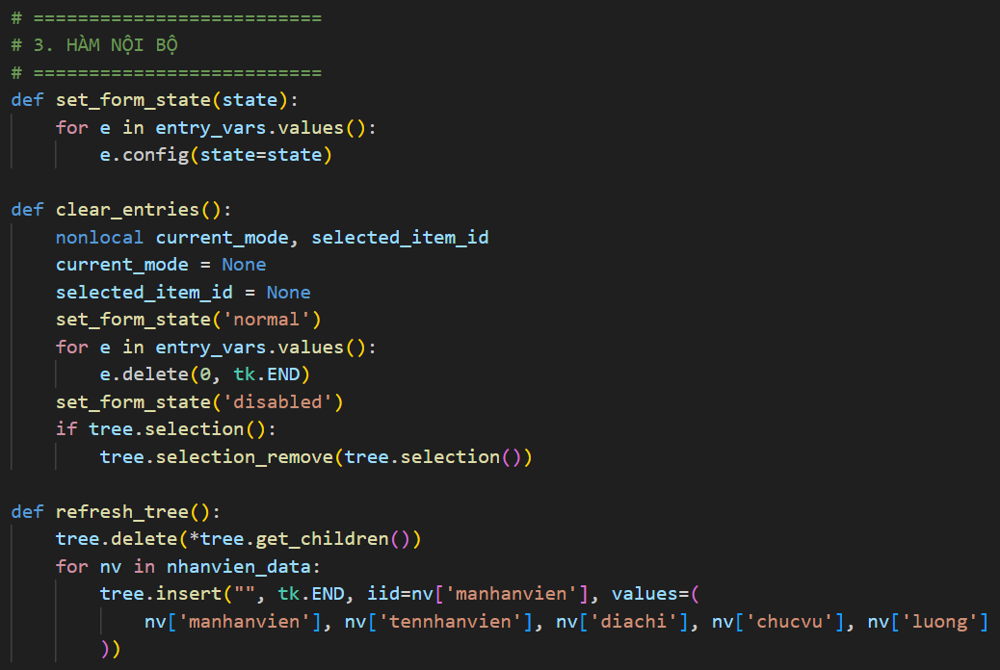 # ==========================
# 3. HÀM NỘI BỘ
# ==========================
def set_form_state(state):
    for e in entry_vars.values():
        e.config(state=state)

def clear_entries():
    nonlocal current_mode, selected_item_id
    current_mode = None
    selected_item_id = None
    set_form_state('normal')
    for e in entry_vars.values():
        e.delete(0, tk.END)
    set_form_state('disabled')
    if tree.selection():
        tree.selection_remove(tree.selection())

def refresh_tree():
    tree.delete(*tree.get_children())
    for nv in nhanvien_data:
        tree.insert("", tk.END, iid=nv['manhanvien'], values=(
            nv['manhanvien'], nv['tennhanvien'], nv['diachi'], nv['chucvu'], nv['luong']
        ))